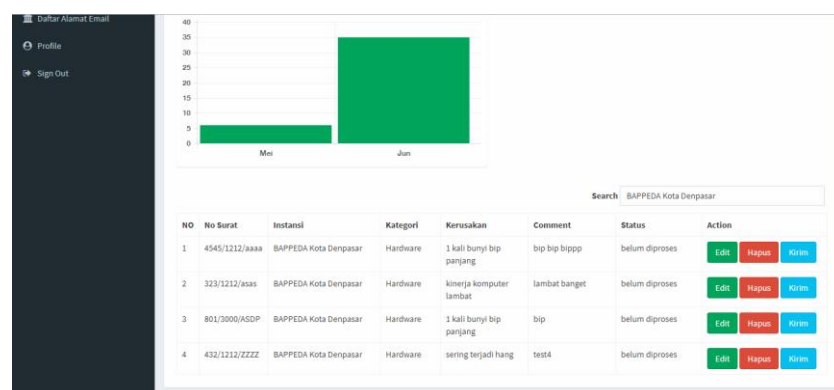 Daftar Alamat Email
Profile
Sign Out
40
35
30
25
20
15
10
5
0
Mei Jun
Search BAPPEDA Kota Denpasar
NO No Surat Instansi Kategori Kerusakan Comment Status Action
1 4545/1212/aaaa BAPPEDA Kota Denpasar Hardware 1 kali bunyi bip bip bip bippp belum diproses Edit Hapus Kirim
panjang
2 323/1212/asas BAPPEDA Kota Denpasar Hardware kinerja komputer lambat banget belum diproses Edit Hapus Kirim
lambat
3 801/3000/ASDP BAPPEDA Kota Denpasar Hardware 1 kali bunyi bip bip belum diproses Edit Hapus Kirim
panjang
4 432/1212/ZZZZ BAPPEDA Kota Denpasar Hardware sering terjadi hang test4 belum diproses Edit Hapus Kirim